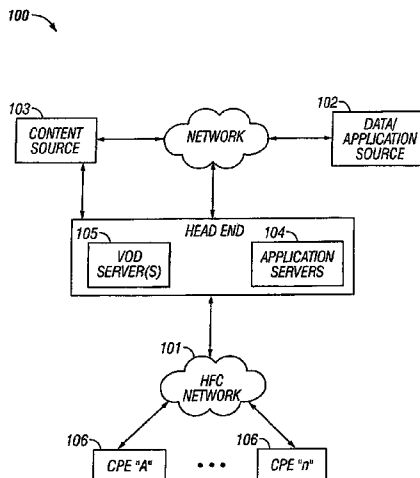 100
103
CONTENT
SOURCE
NETWORK
102
DATA/
APPLICATION
SOURCE
HEAD END
105
VOD
SERVER(S)
104
APPLICATION
SERVERS
101
HFC
NETWORK
106
CPE "A"
• • •
106
CPE "n"